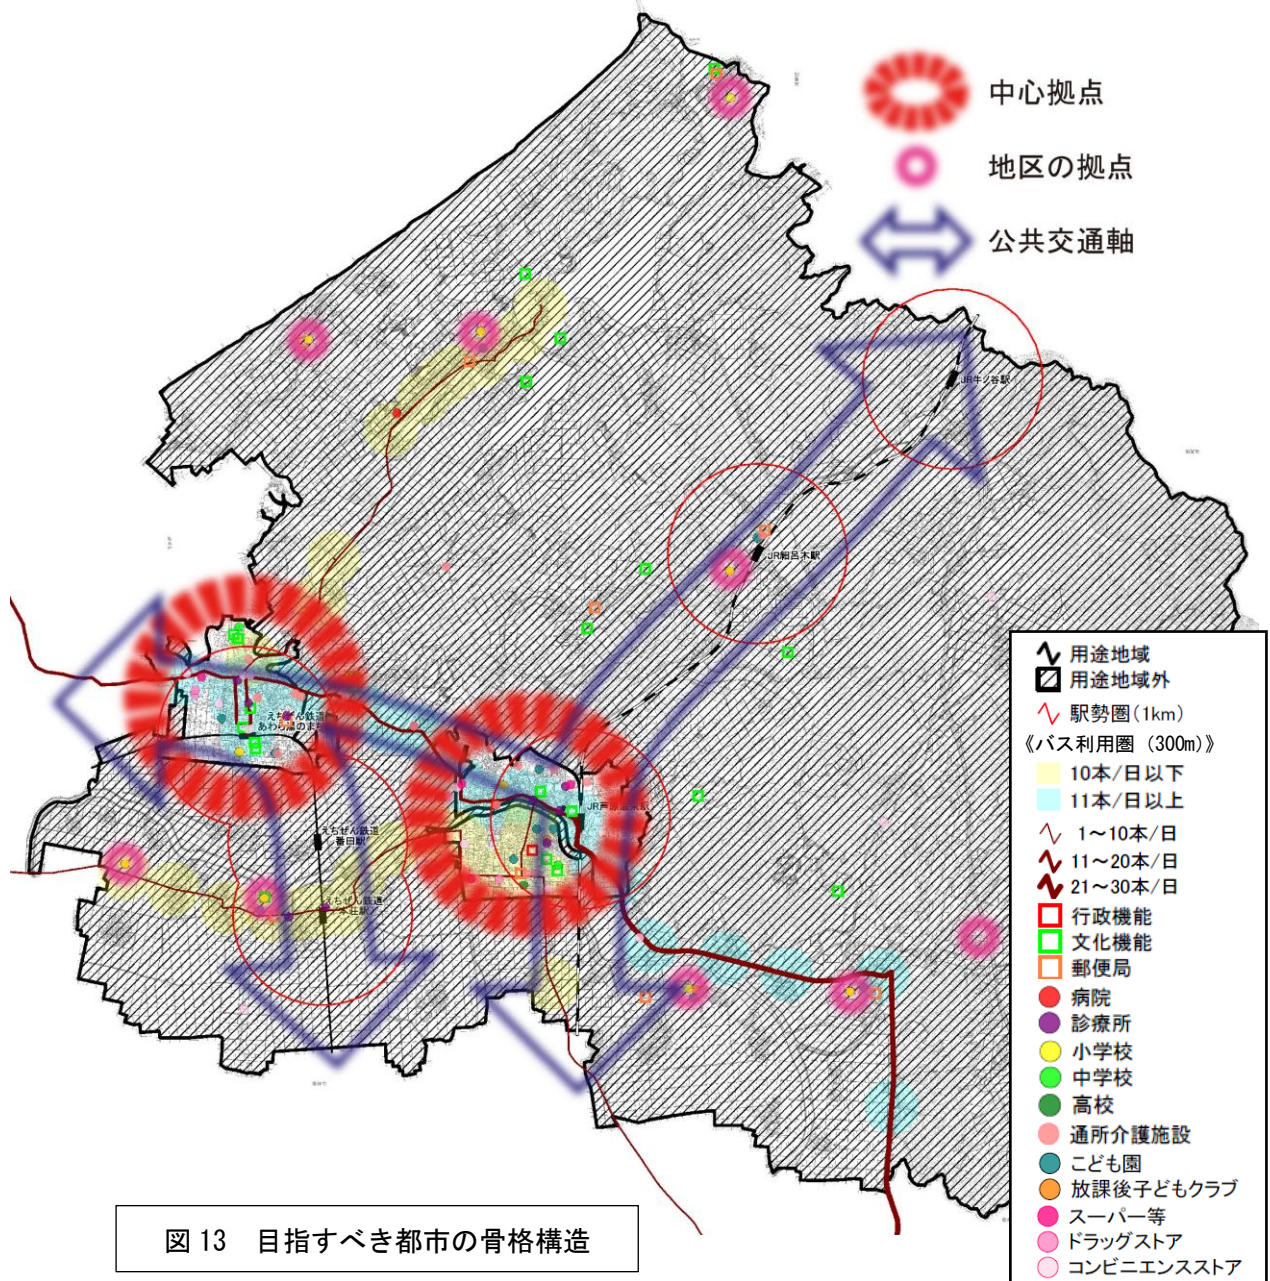 中心拠点
地区の拠点
公共交通軸
JR牛ノ谷駅
JR細呂木駅
えちぜん鉄道
あわら湯のまち
JR芦原温泉駅
えちぜん鉄道
番田駅
えちぜん鉄道
本荘駅
用途地域
用途地域外
駅勢圏(1km)
《バス利用圏 (300m)》
10本/日以下
11本/日以上
1~10本/日
11~20本/日
21~30本/日
行政機能
文化機能
郵便局
病院
診療所
小学校
中学校
高校
通所介護施設
こども園
放課後子どもクラブ
スーパー等
ドラッグストア
コンビニエンスストア
図13 目指すべき都市の骨格構造